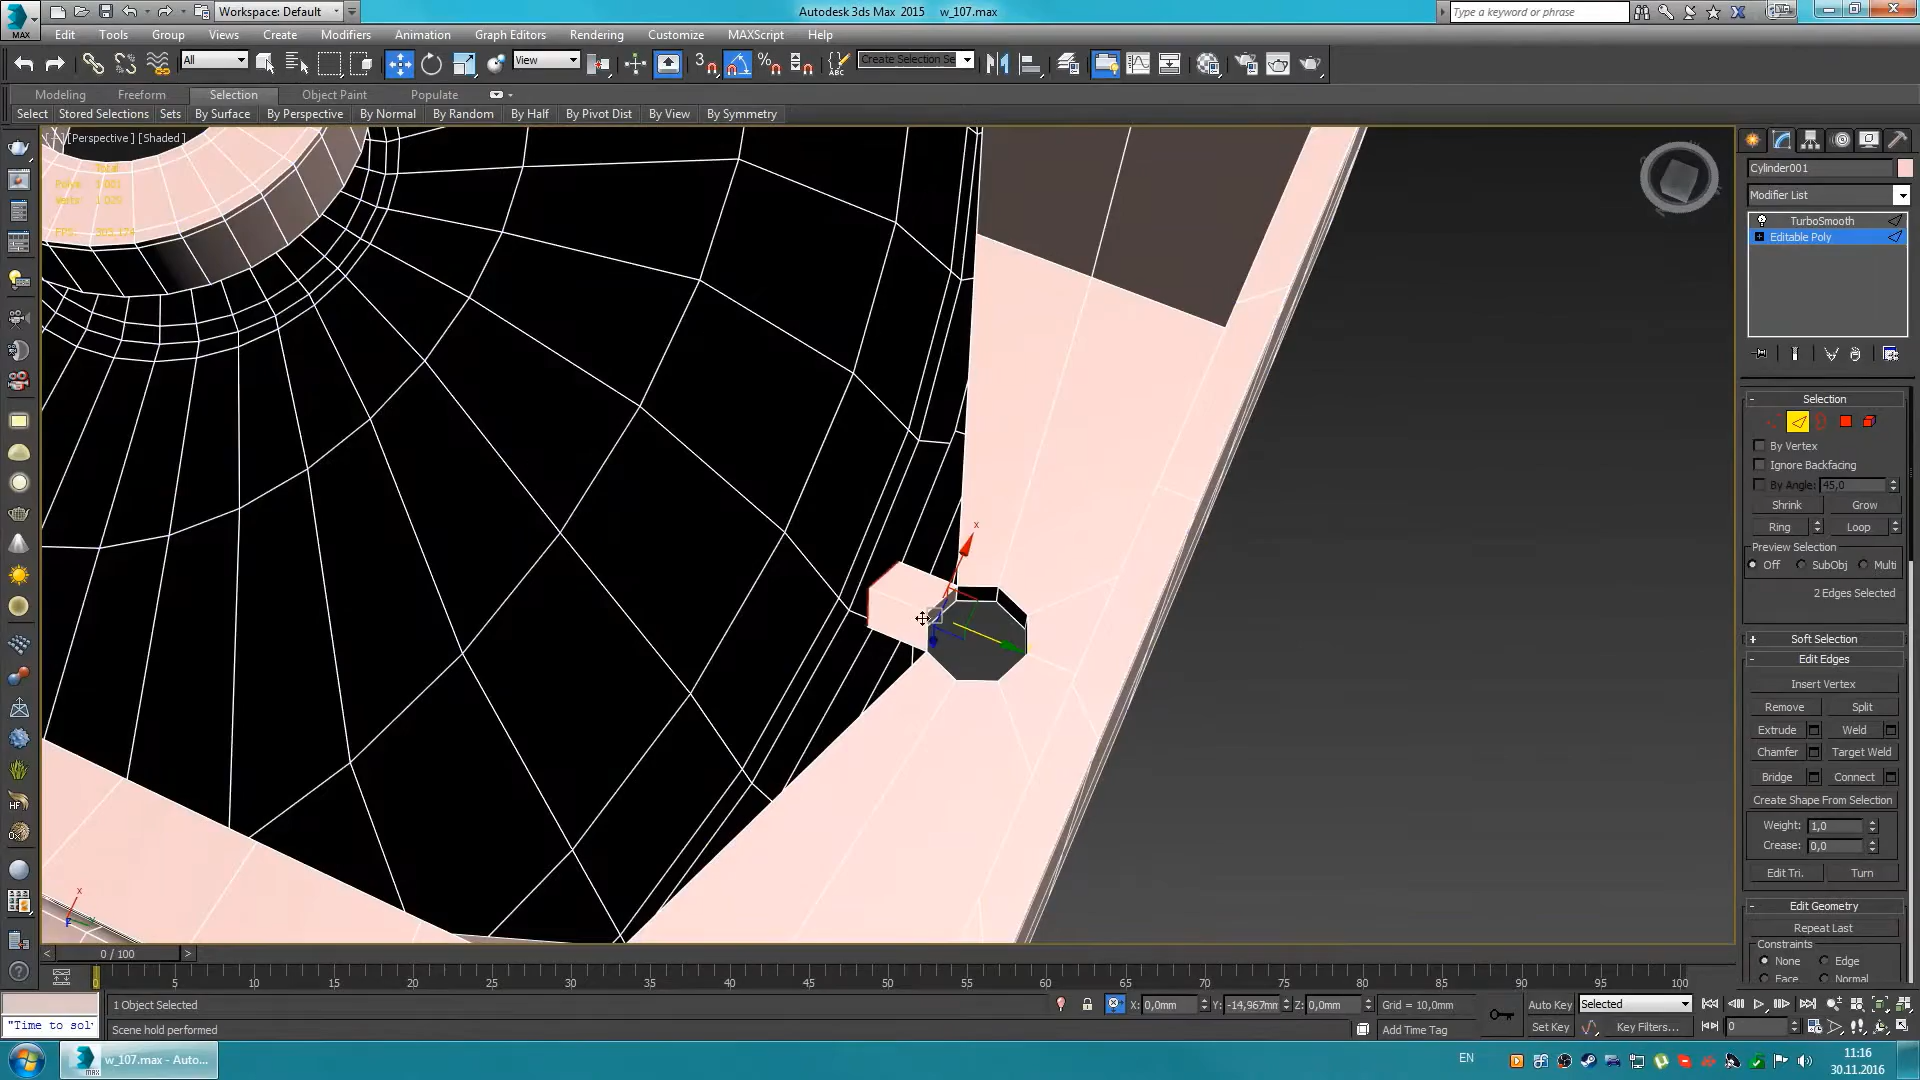 Workspace: Default
Autodesk 3ds Max 2015 w_107.max
Type a keyword or phrase
MAX
Edit Tools Group Views Create Modifiers Animation Graph Editors Rendering Customize MAXScript Help
All
View
Create Selection Se
Modeling Freeform Selection Object Paint Populate
Select Stored Selections Sets By Surface By Perspective By Normal By Random By Half By Pivot Dist By View By Symmetry
[Perspective ] [Shaded ]
Total
Polys: 1 001
Verts: 1 029
FPS:
Cylinder001
Modifier List
TurboSmooth
Editable Poly
Selection
By Vertex
Ignore Backfacing
By Angle: 45,0
Shrink Grow
Ring Loop
Preview Selection
Off SubObj Multi
2 Edges Selected
Soft Selection
Edit Edges
Insert Vertex
Remove Split
Extrude Weld
Chamfer Target Weld
Bridge Connect
Create Shape From Selection
Weight: 1,0
Crease: 0,0
Edit Tri. Turn
Edit Geometry
Repeat Last
Constraints
None Edge
Face Normal
x
x
0 / 100
0 5 10 15 20 25 30 35 40 45 50 55 60 65 70 75 80 85 90 95 100
1 Object Selected
X: 0,0mm Y: -14,967mm Z: 0,0mm Grid = 10,0mm
Auto Key Selected
"Time to sol
Scene hold performed
Add Time Tag
Set Key Key Filters... 0
w_107.max - Auto...
EN
11:16
30.11.2016